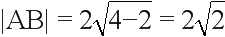 |AB| = 2√(4−2) = 2√2